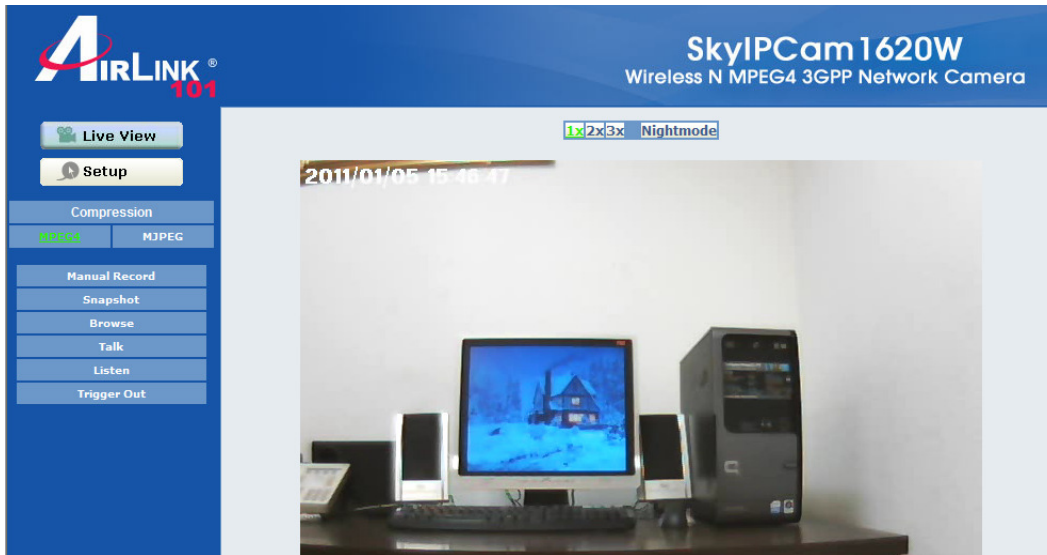 AIRLINK ®
101
SkyIPCam1620W
Wireless N MPEG4 3GPP Network Camera
Live View
Setup
1x 2x 3x Nightmode
Compression
MPEG4 MJPEG
Manual Record
Snapshot
Browse
Talk
Listen
Trigger Out
2011/01/05 15:46:47